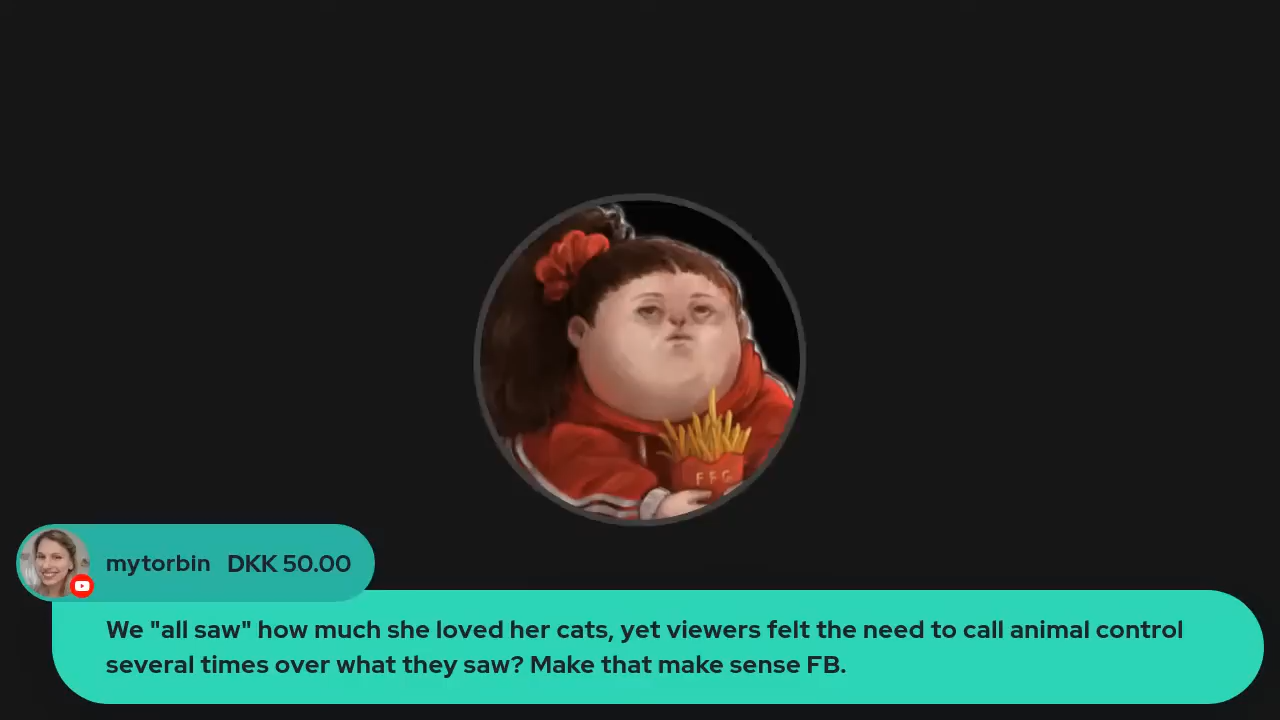 FFG
mytorbin DKK 50.00
We "all saw" how much she loved her cats, yet viewers felt the need to call animal control
several times over what they saw? Make that make sense FB.